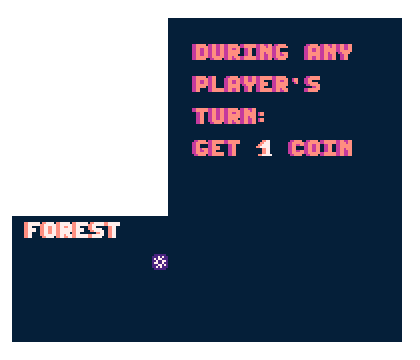 DURING ANY
PLAYER'S
TURN:
GET 1 COIN
FOREST